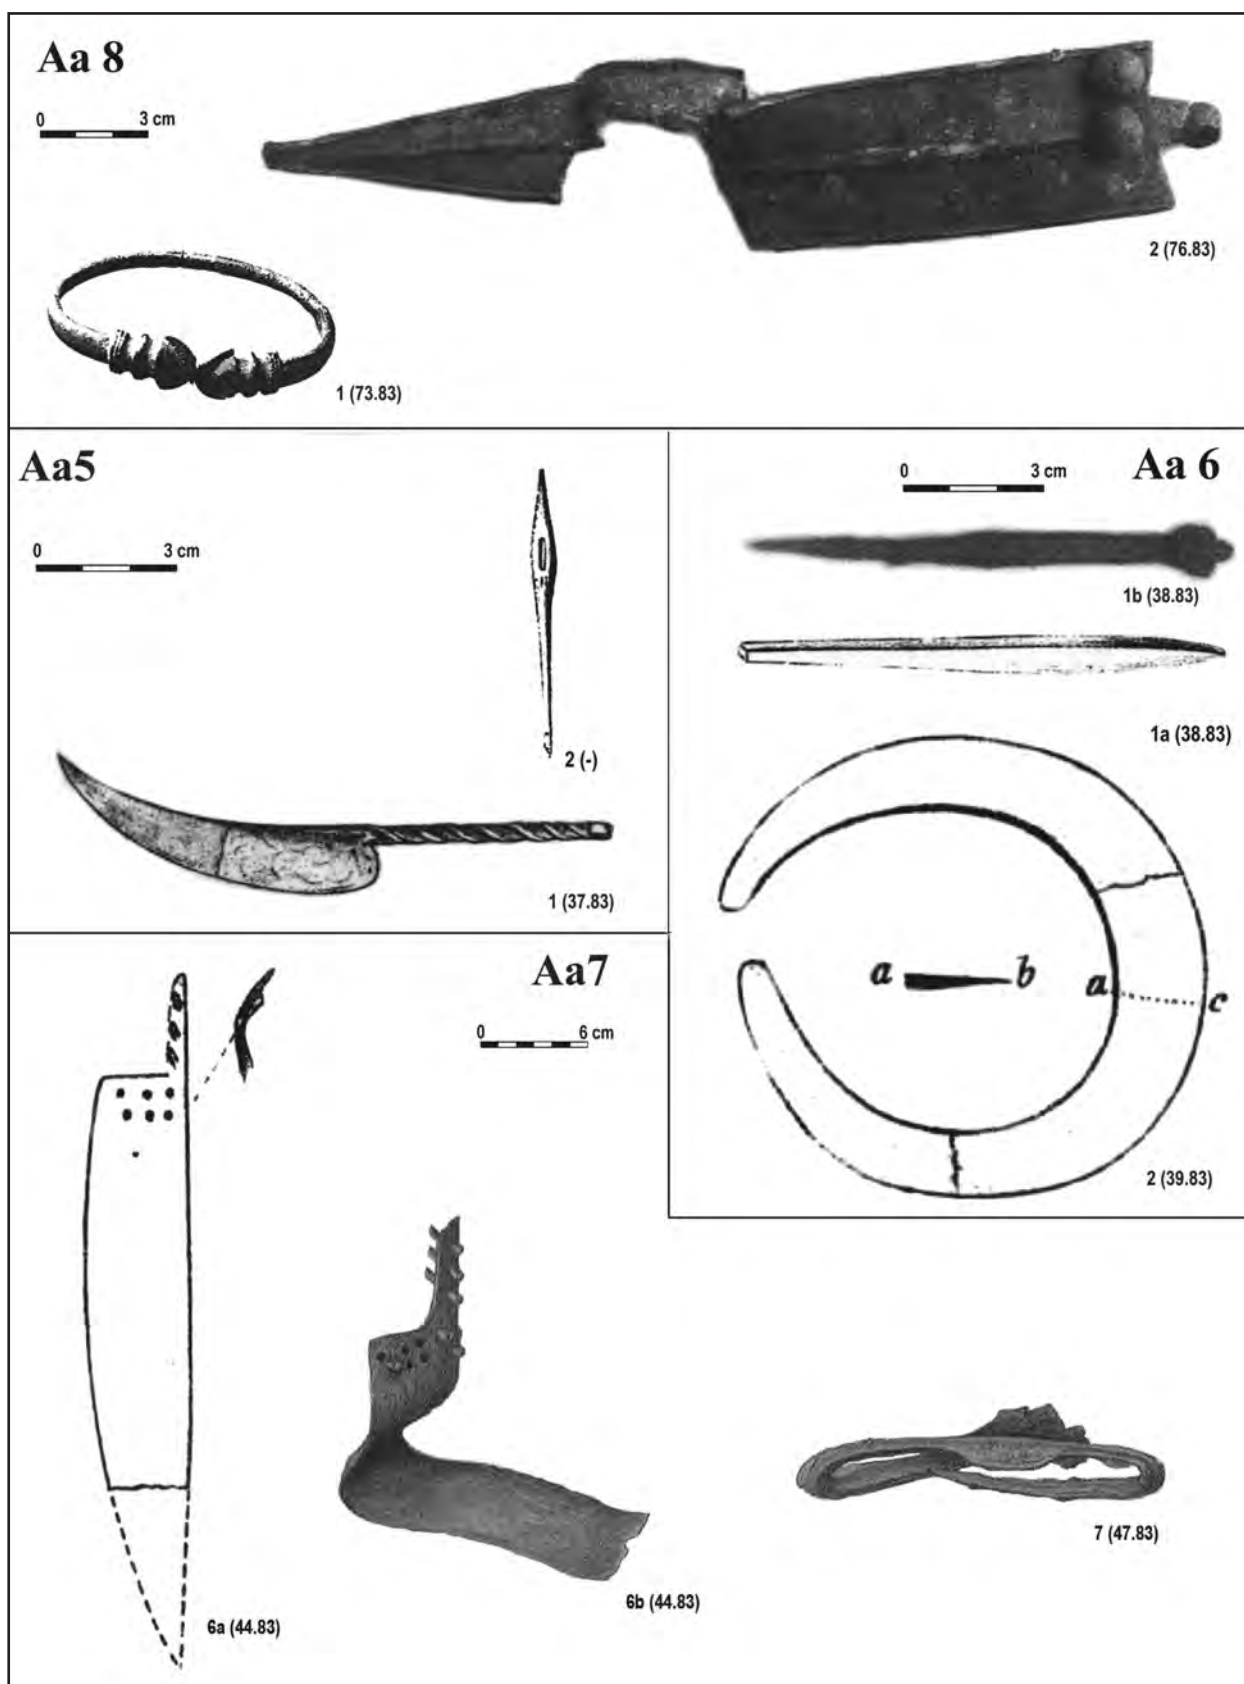 Aa 8
0 3 cm
2 (76.83)
1 (73.83)
Aa5
0 3 cm
2 (-)
1 (37.83)
Aa 6
0 3 cm
1b (38.83)
1a (38.83)
a b a c
2 (39.83)
Aa7
0 6 cm
6a (44.83)
6b (44.83)
7 (47.83)